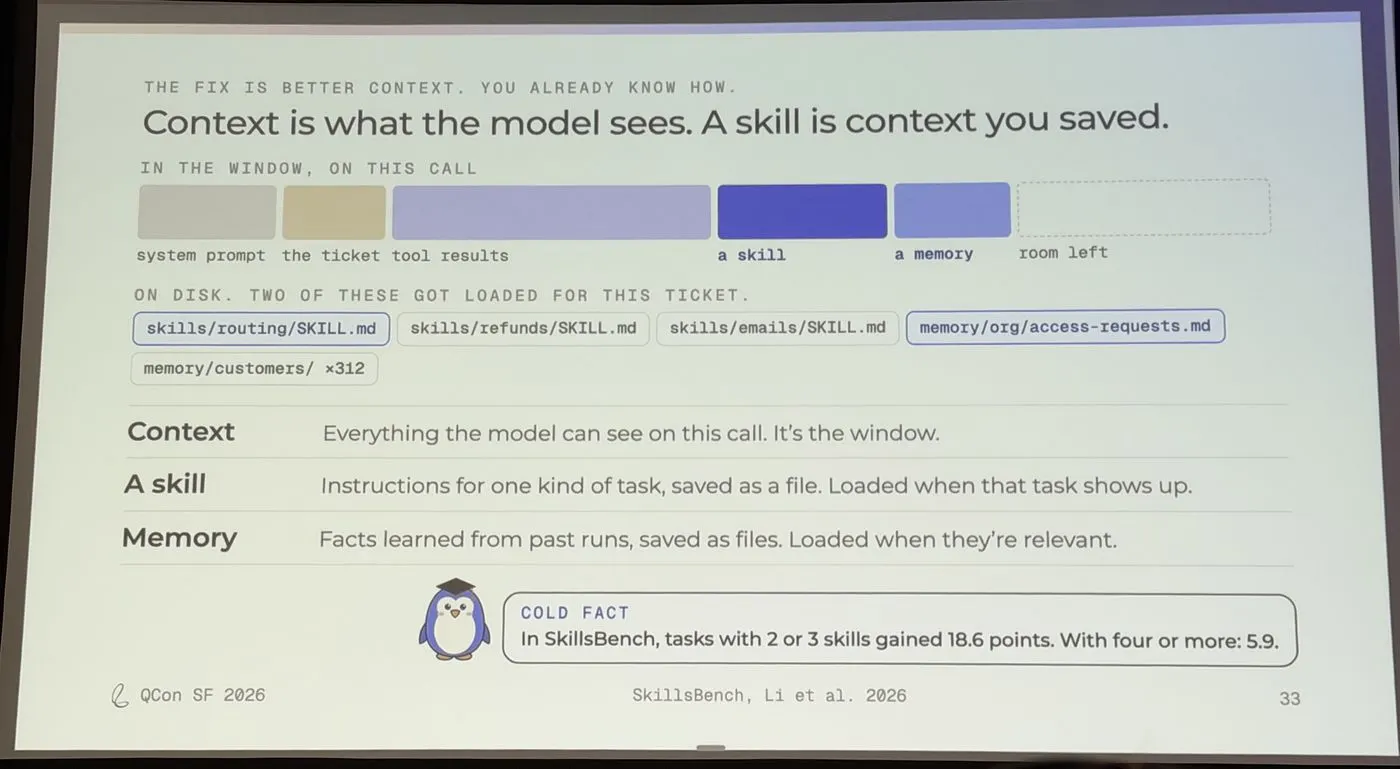 THE FIX IS BETTER CONTEXT. YOU ALREADY KNOW HOW.
Context is what the model sees. A skill is context you saved.
IN THE WINDOW, ON THIS CALL
system prompt the ticket tool results a skill a memory room left
ON DISK. TWO OF THESE GOT LOADED FOR THIS TICKET.
skills/routing/SKILL.md skills/refunds/SKILL.md skills/emails/SKILL.md memory/org/access-requests.md
memory/customers/ ×312
Context Everything the model can see on this call. It's the window.
A skill Instructions for one kind of task, saved as a file. Loaded when that task shows up.
Memory Facts learned from past runs, saved as files. Loaded when they're relevant.
COLD FACT
In SkillsBench, tasks with 2 or 3 skills gained 18.6 points. With four or more: 5.9.
QCon SF 2026 SkillsBench, Li et al. 2026 33